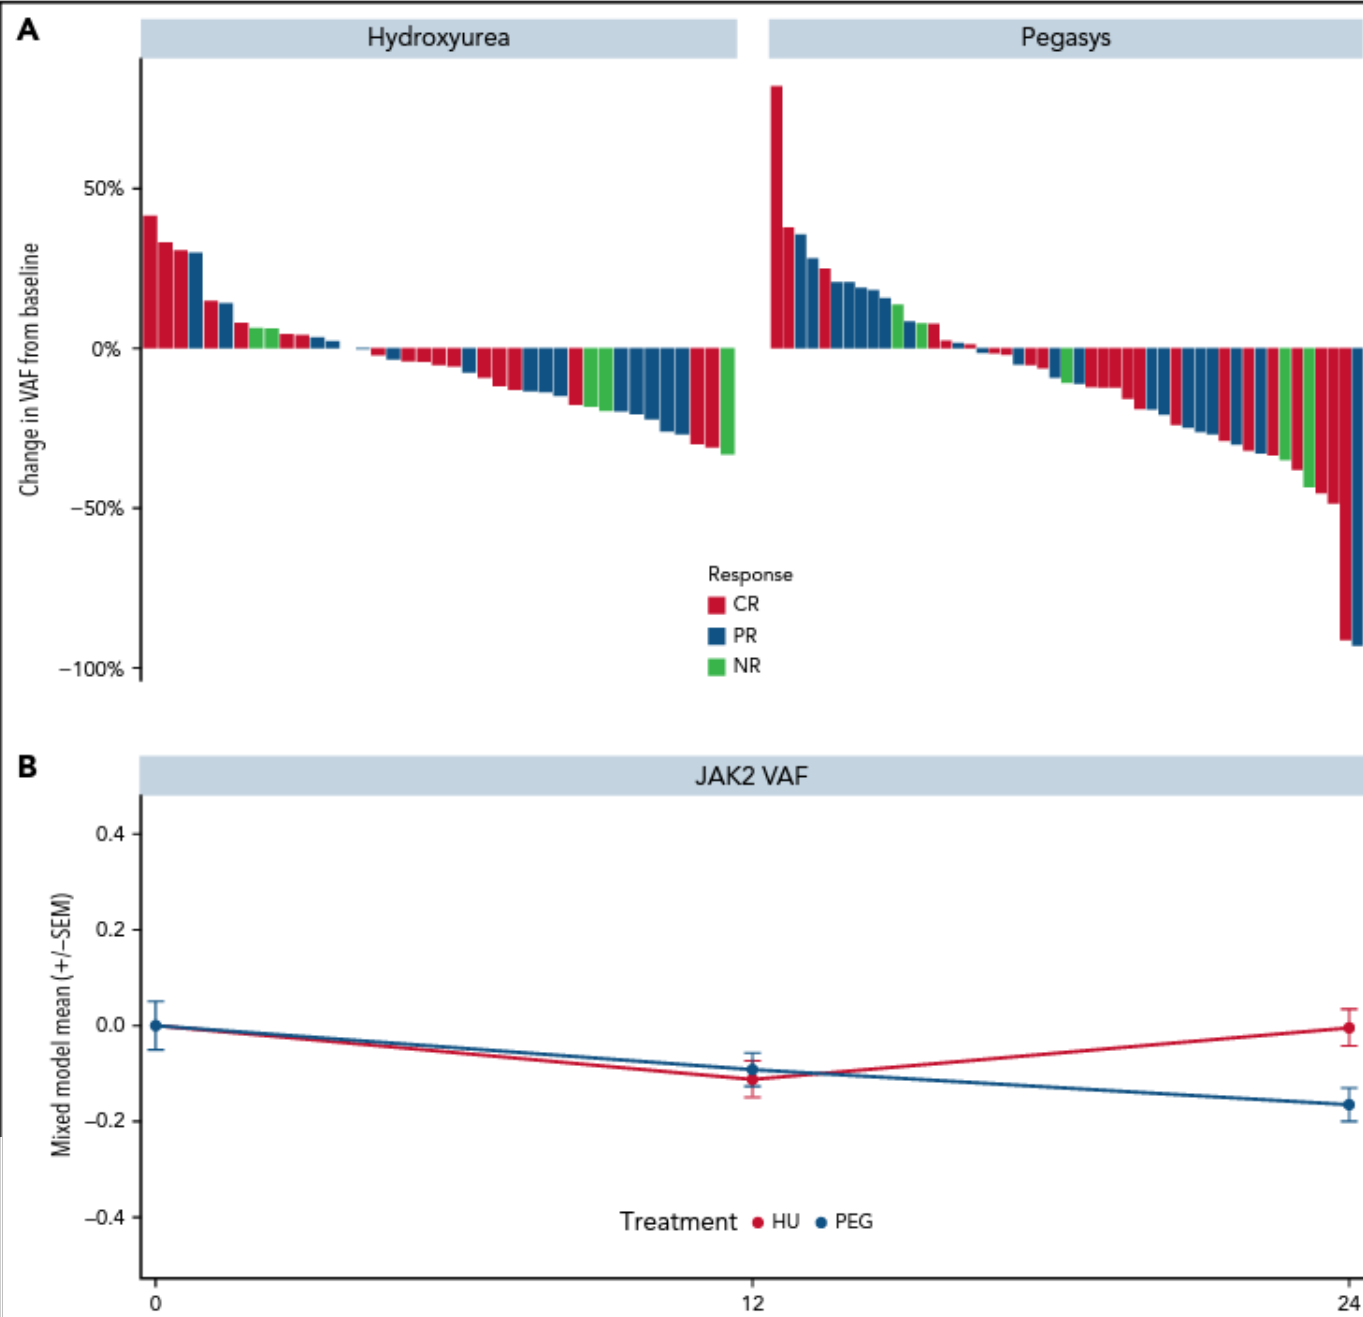 A
Hydroxyurea
Pegasys
Change in VAF from baseline
50%
0%
−50%
−100%
Response
CR
PR
NR
B
JAK2 VAF
Mixed model mean (+/−SEM)
0.4
0.2
0.0
−0.2
−0.4
Treatment HU PEG
0 12 24